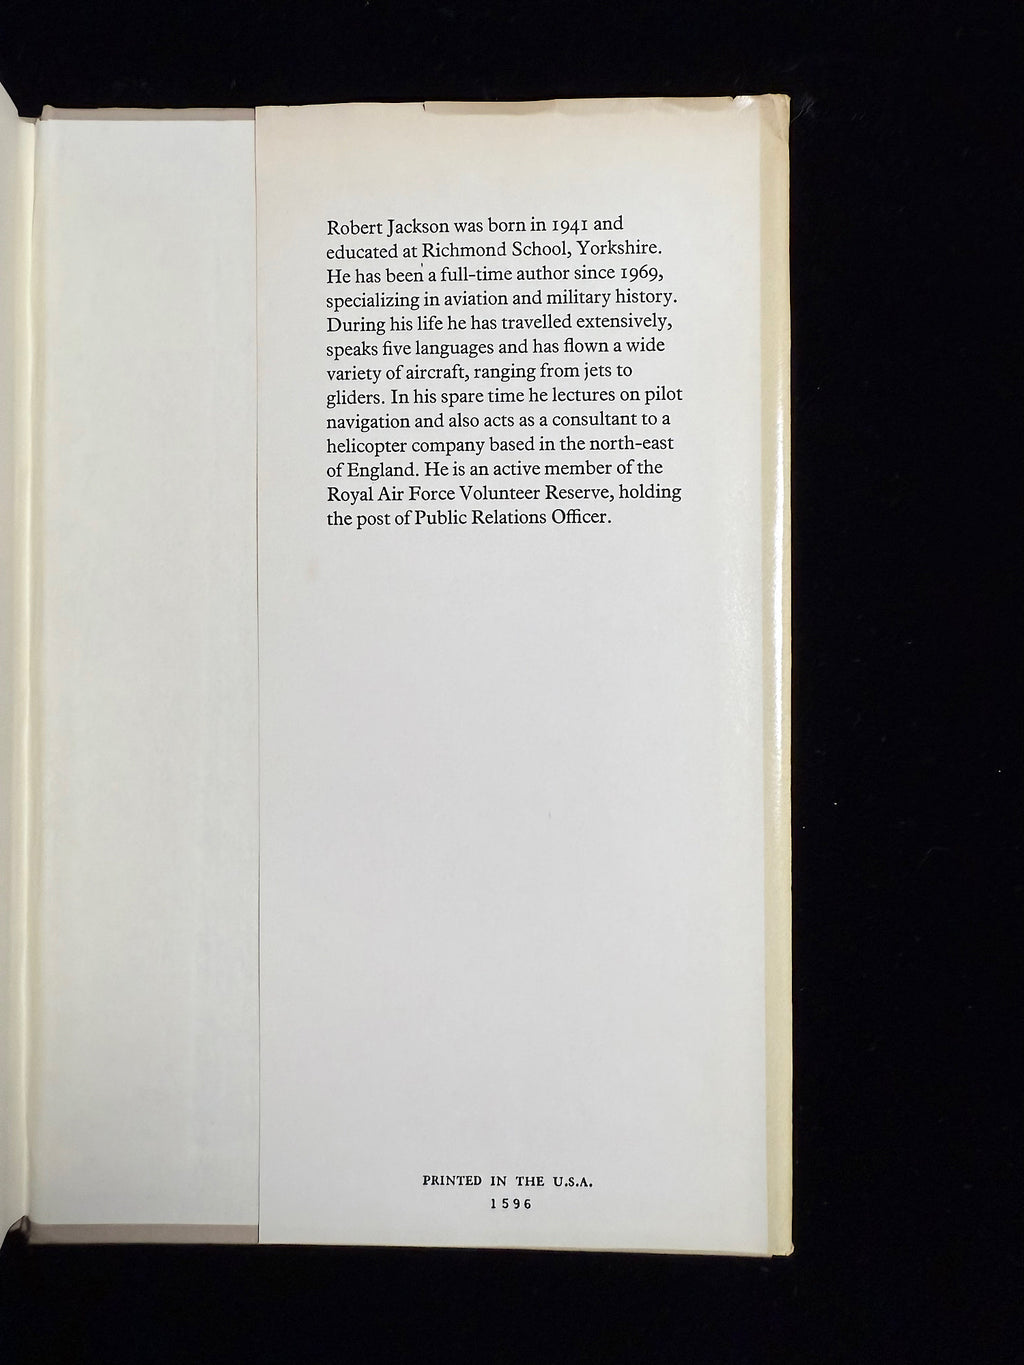 Robert Jackson was born in 1941 and
educated at Richmond School, Yorkshire.
He has been a full-time author since 1969,
specializing in aviation and military history.
During his life he has travelled extensively,
speaks five languages and has flown a wide
variety of aircraft, ranging from jets to
gliders. In his spare time he lectures on pilot
navigation and also acts as a consultant to a
helicopter company based in the north-east
of England. He is an active member of the
Royal Air Force Volunteer Reserve, holding
the post of Public Relations Officer.
PRINTED IN THE U.S.A.
1596